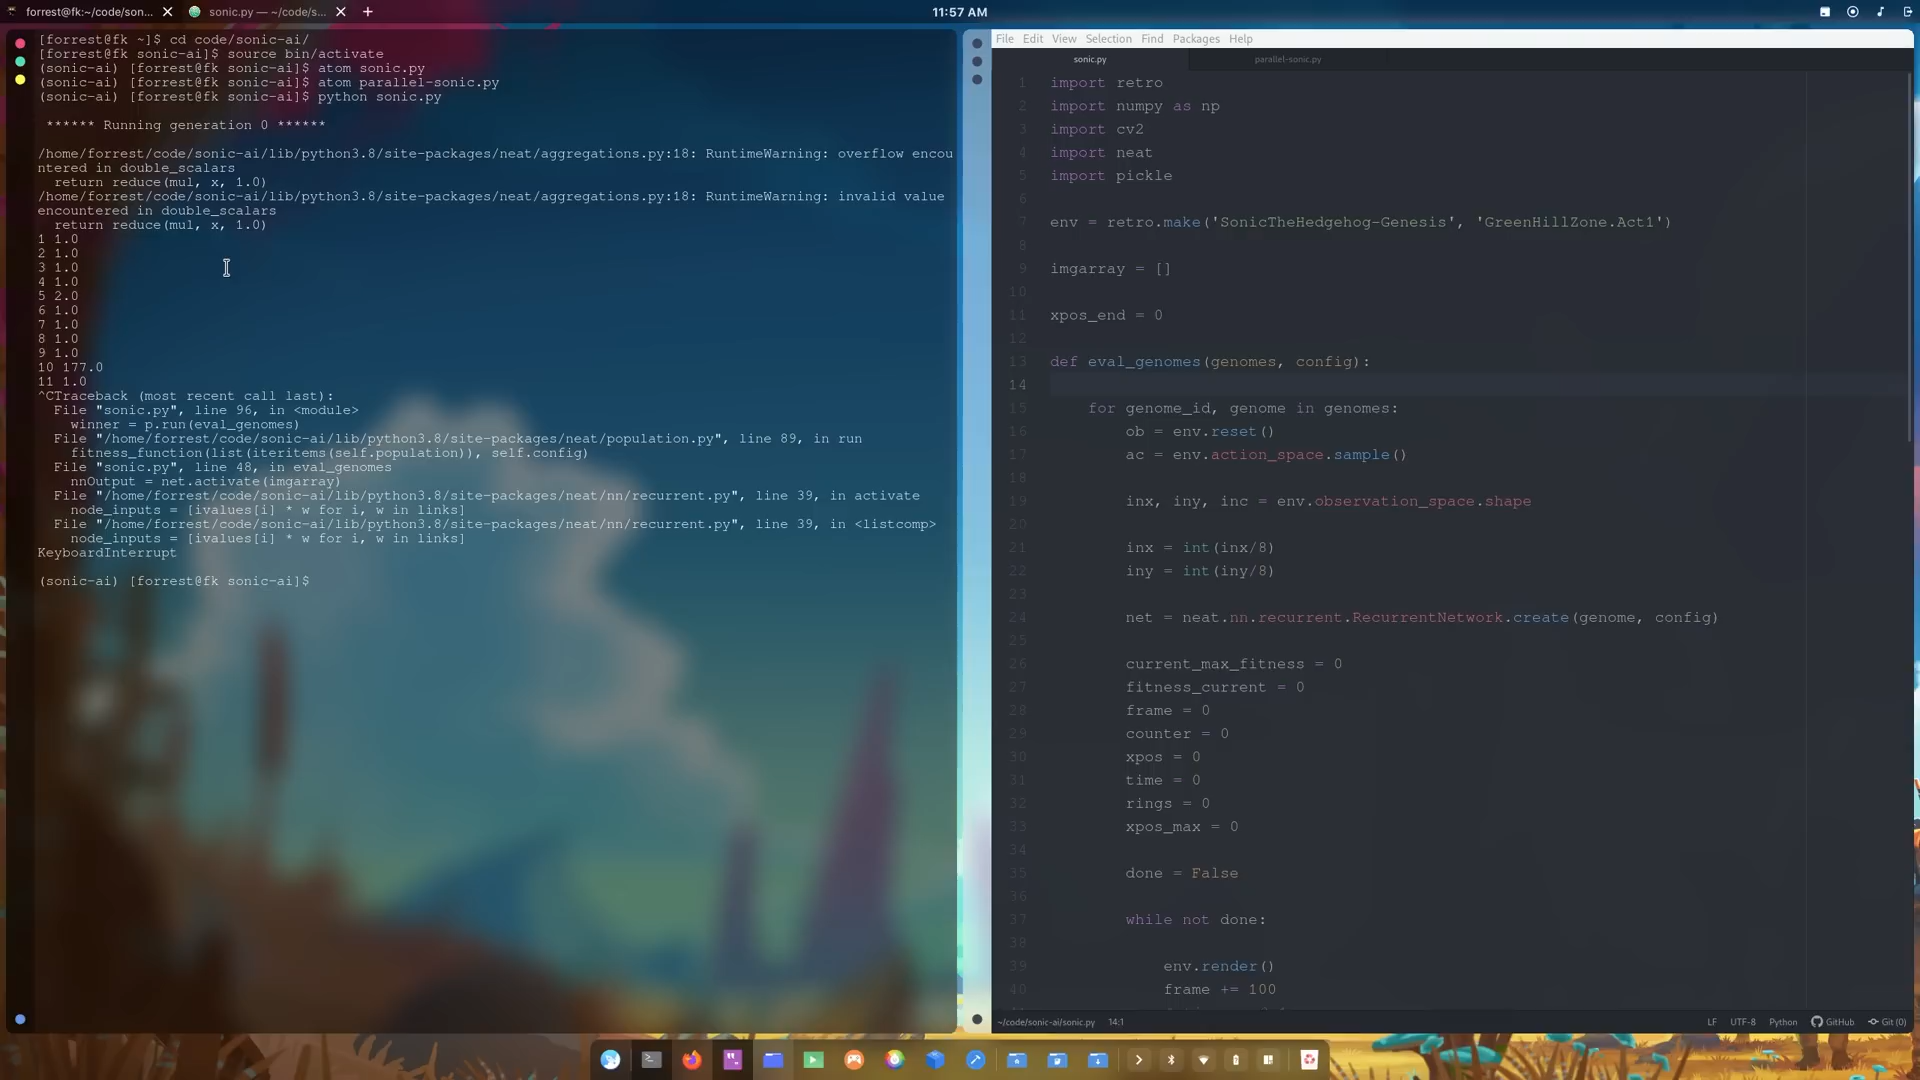 forrest@fk:~/code/son...
sonic.py — ~/code/s...
11:57 AM
[forrest@fk ~]$ cd code/sonic-ai/
[forrest@fk sonic-ai]$ source bin/activate
(sonic-ai) [forrest@fk sonic-ai]$ atom sonic.py
(sonic-ai) [forrest@fk sonic-ai]$ atom parallel-sonic.py
(sonic-ai) [forrest@fk sonic-ai]$ python sonic.py
****** Running generation 0 ******
/home/forrest/code/sonic-ai/lib/python3.8/site-packages/neat/aggregations.py:18: RuntimeWarning: overflow encou
ntered in double_scalars
return reduce(mul, x, 1.0)
/home/forrest/code/sonic-ai/lib/python3.8/site-packages/neat/aggregations.py:18: RuntimeWarning: invalid value
encountered in double_scalars
return reduce(mul, x, 1.0)
1 1.0
2 1.0
3 1.0
4 1.0
5 2.0
6 1.0
7 1.0
8 1.0
9 1.0
10 177.0
11 1.0
^CTraceback (most recent call last):
File "sonic.py", line 96, in <module>
winner = p.run(eval_genomes)
File "/home/forrest/code/sonic-ai/lib/python3.8/site-packages/neat/population.py", line 89, in run
fitness_function(list(iteritems(self.population)), self.config)
File "sonic.py", line 48, in eval_genomes
nnOutput = net.activate(imgarray)
File "/home/forrest/code/sonic-ai/lib/python3.8/site-packages/neat/nn/recurrent.py", line 39, in activate
node_inputs = [ivalues[i] * w for i, w in links]
File "/home/forrest/code/sonic-ai/lib/python3.8/site-packages/neat/nn/recurrent.py", line 39, in <listcomp>
node_inputs = [ivalues[i] * w for i, w in links]
KeyboardInterrupt
(sonic-ai) [forrest@fk sonic-ai]$
File Edit View Selection Find Packages Help
sonic.py parallel-sonic.py
1 import retro
2 import numpy as np
3 import cv2
4 import neat
5 import pickle
6
7 env = retro.make('SonicTheHedgehog-Genesis', 'GreenHillZone.Act1')
8
9 imgarray = []
10
11 xpos_end = 0
12
13 def eval_genomes(genomes, config):
14
15 for genome_id, genome in genomes:
16 ob = env.reset()
17 ac = env.action_space.sample()
18
19 inx, iny, inc = env.observation_space.shape
20
21 inx = int(inx/8)
22 iny = int(iny/8)
23
24 net = neat.nn.recurrent.RecurrentNetwork.create(genome, config)
25
26 current_max_fitness = 0
27 fitness_current = 0
28 frame = 0
29 counter = 0
30 xpos = 0
31 time = 0
32 rings = 0
33 xpos_max = 0
34
35 done = False
36
37 while not done:
38
39 env.render()
40 frame += 100
~/code/sonic-ai/sonic.py 14:1
LF UTF-8 Python GitHub Git (0)